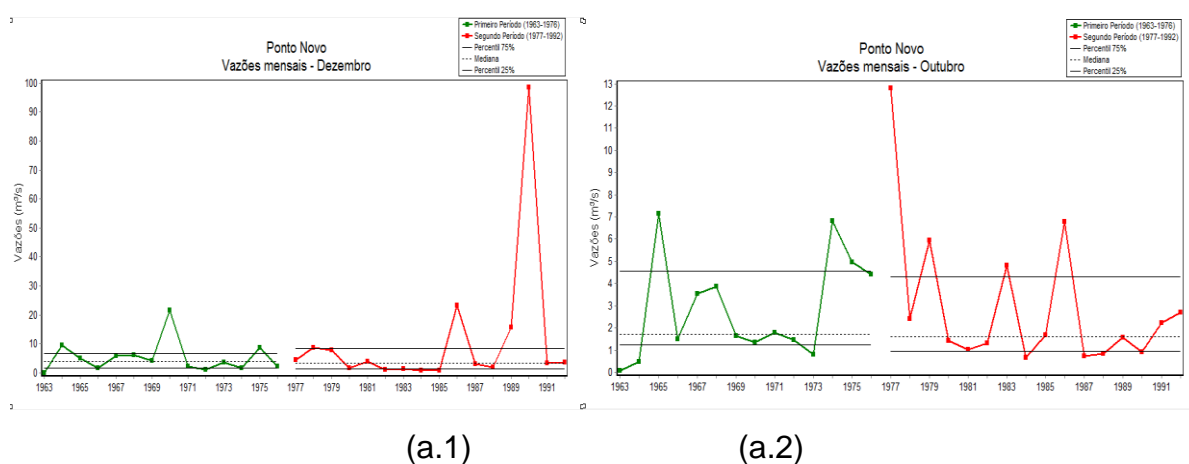 Primeiro Período (1963-1976)
Segundo Período (1977-1992)
Percentil 75%
Mediana
Percentil 25%
Ponto Novo
Vazões mensais - Dezembro
Vazões (m³/s)
100
90
80
70
60
50
40
30
20
10
0
1963 1965 1967 1969 1971 1973 1975 1977 1979 1981 1983 1985 1987 1989 1991
Primeiro Período (1963-1976)
Segundo Período (1977-1992)
Percentil 75%
Mediana
Percentil 25%
Ponto Novo
Vazões mensais - Outubro
Vazões (m³/s)
13
12
11
10
9
8
7
6
5
4
3
2
1
0
1963 1965 1967 1969 1971 1973 1975 1977 1979 1981 1983 1985 1987 1989 1991
(a.1) (a.2)